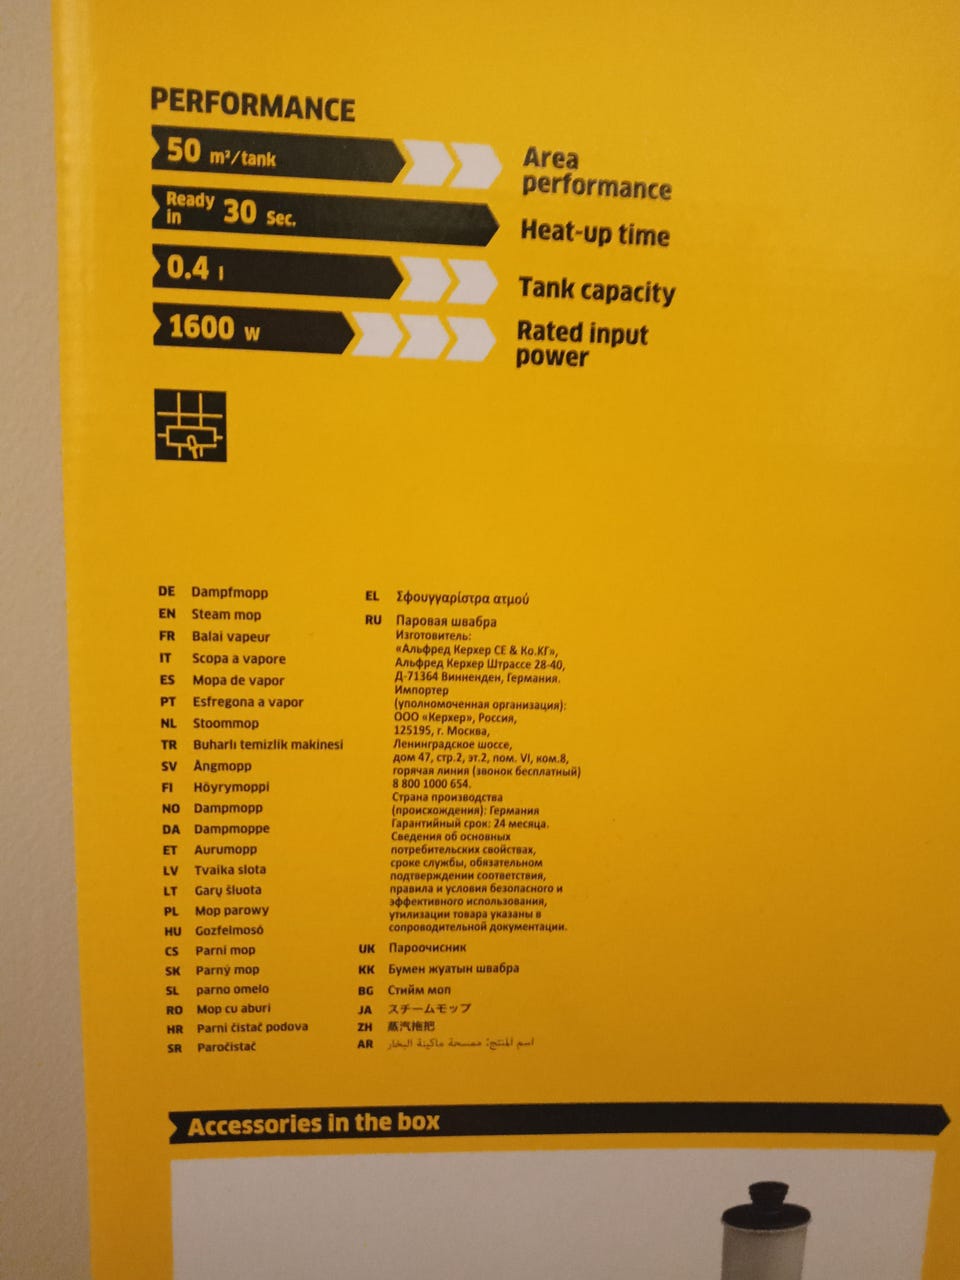 PERFORMANCE
50 m²/tank
Area
performance
Ready
in 30 Sec.
Heat-up time
0.4 l
Tank capacity
1600 W
Rated input
power
DE Dampfmopp
EN Steam mop
FR Balai vapeur
IT Scopa a vapore
ES Mopa de vapor
PT Esfregona a vapor
NL Stoommop
TR Buharlı temizlik makinesi
SV Ångmopp
FI Höyrymoppi
NO Dampmopp
DA Dampmoppe
ET Aurumopp
LV Tvaika slota
LT Garų šluota
PL Mop parowy
HU Gőzfelmosó
CS Parní mop
SK Parný mop
SL parno omelo
RO Mop cu aburi
HR Parni čistač podova
SR Paročistač
EL Σφουγγαρίστρα ατμού
RU Паровая швабра
Изготовитель:
«Альфред Керхер СЕ & Ко.КГ»,
Альфред Керхер Штрассе 28-40,
Д-71364 Винненден, Германия.
Импортер
(уполномоченная организация):
ООО «Керхер», Россия,
125195, г. Москва,
Ленинградское шоссе,
дом 47, стр.2, эт.2, пом. VI, ком.8,
горячая линия (звонок бесплатный)
8 800 1000 654.
Страна производства
(происхождения): Германия
Гарантийный срок: 24 месяца.
Сведения об основных
потребительских свойствах,
сроке службы, обязательном
подтверждении соответствия,
правила и условия безопасного и
эффективного использования,
утилизации товара указаны в
сопроводительной документации.
UK Пароочисник
KK Бумен жуатын швабра
BG Стийм моп
JA スチームモップ
ZH 蒸汽拖把
AR اسم المنتج: ممسحة ماكينة البخار
Accessories in the box